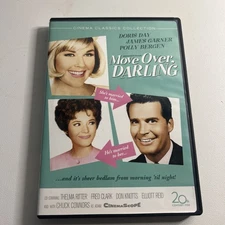 CINEMA CLASSICS COLLECTION
DORIS DAY
JAMES GARNER
POLLY BERGEN
Move Over,
DARLING
She's married
to him...
He's married
to her...
...and it's sheer bedlam from morning 'til night!
THELMA RITTER FRED CLARK DON KNOTTS ELLIOTT REID
CHUCK CONNORS CINEMASCOPE
20